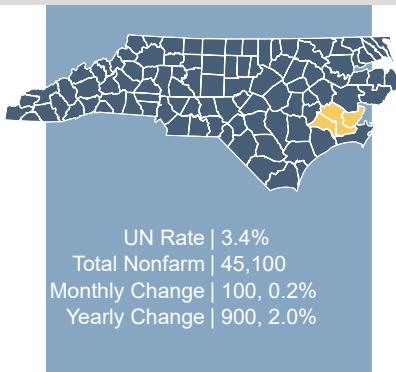 UN Rate | 3.4%
Total Nonfarm | 45,100
Monthly Change | 100, 0.2%
Yearly Change | 900, 2.0%